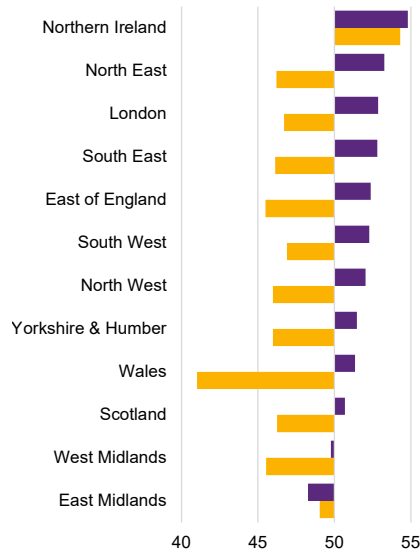 Northern Ireland
North East
London
South East
East of England
South West
North West
Yorkshire & Humber
Wales
Scotland
West Midlands
East Midlands
40 45 50 55